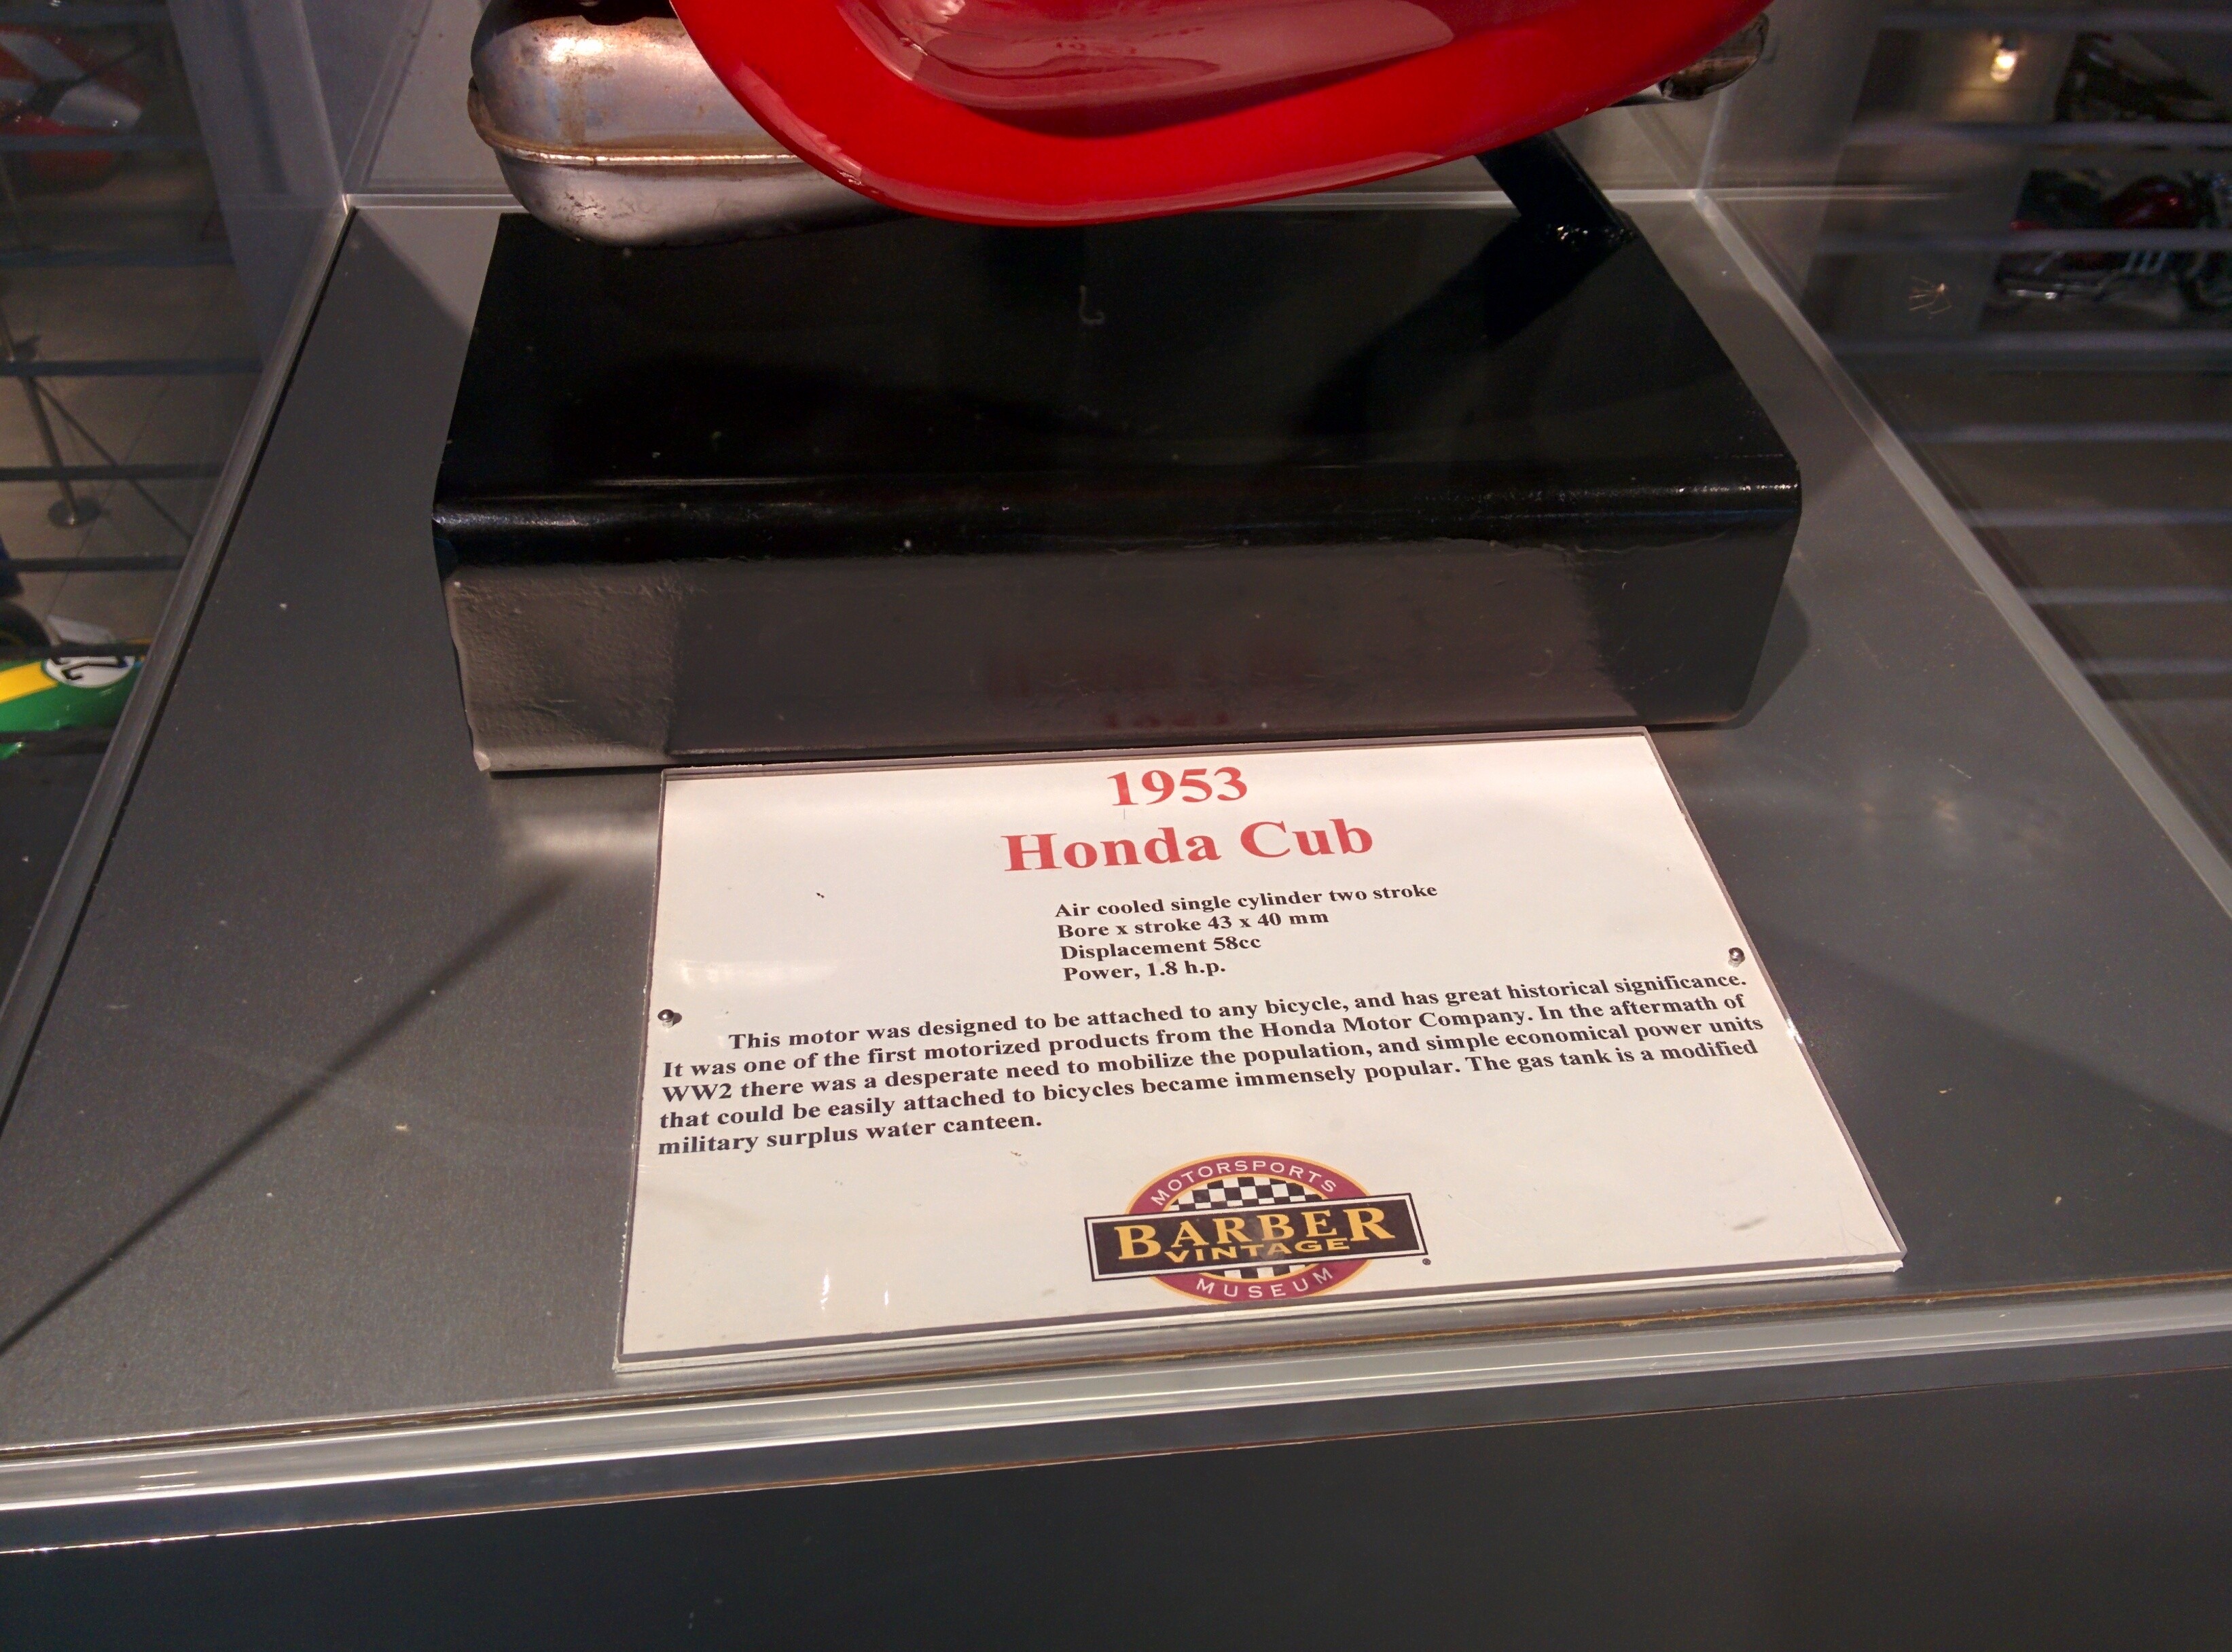 1953
Honda Cub
Air cooled single cylinder two stroke
Bore x stroke 43 x 40 mm
Displacement 58cc
Power, 1.8 h.p.
This motor was designed to be attached to any bicycle, and has great historical significance.
It was one of the first motorized products from the Honda Motor Company. In the aftermath of
WW2 there was a desperate need to mobilize the population, and simple economical power units
that could be easily attached to bicycles became immensely popular. The gas tank is a modified
military surplus water canteen.
MOTORSPORTS
BARBER
VINTAGE
MUSEUM